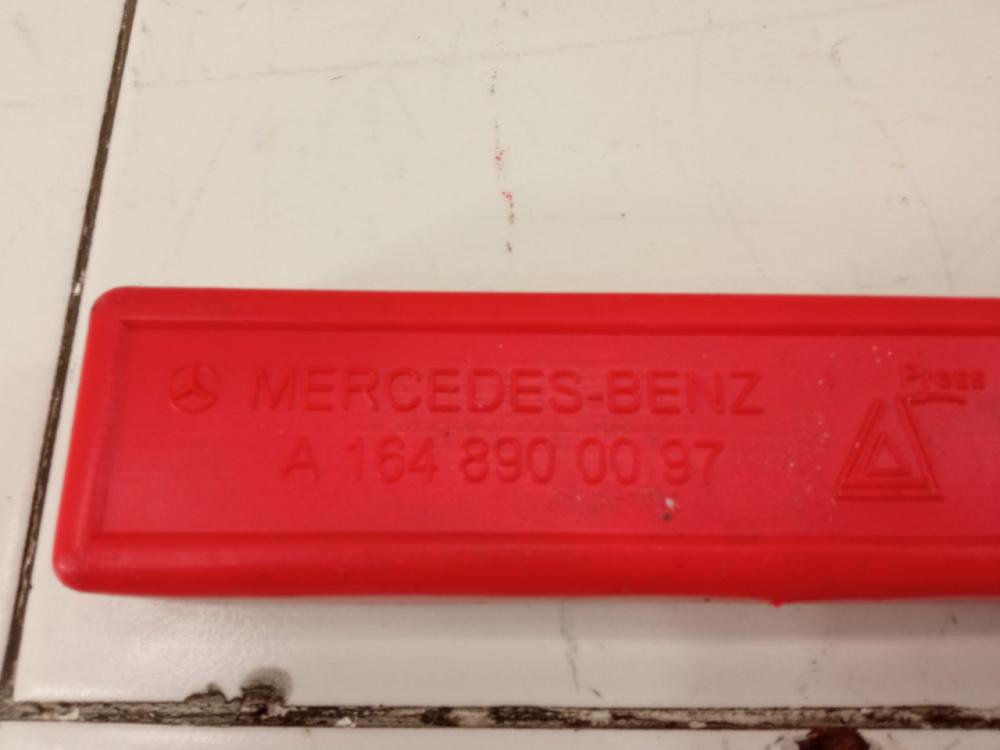 MERCEDES-BENZ
A 164 890 00 97
Press